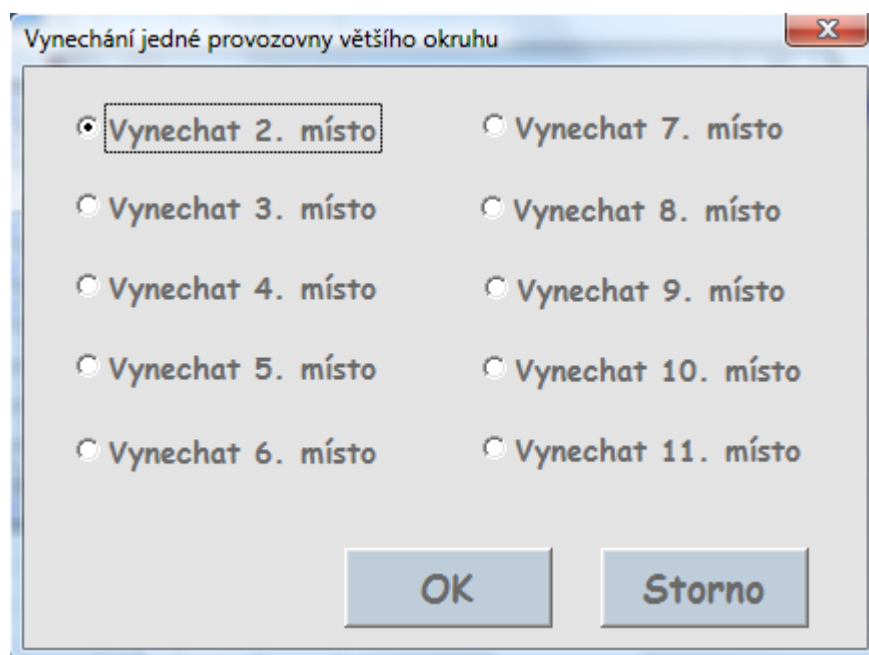 Vynechání jedné provozovny většího okruhu
Vynechat 2. místo
Vynechat 3. místo
Vynechat 4. místo
Vynechat 5. místo
Vynechat 6. místo
Vynechat 7. místo
Vynechat 8. místo
Vynechat 9. místo
Vynechat 10. místo
Vynechat 11. místo
OK
Storno